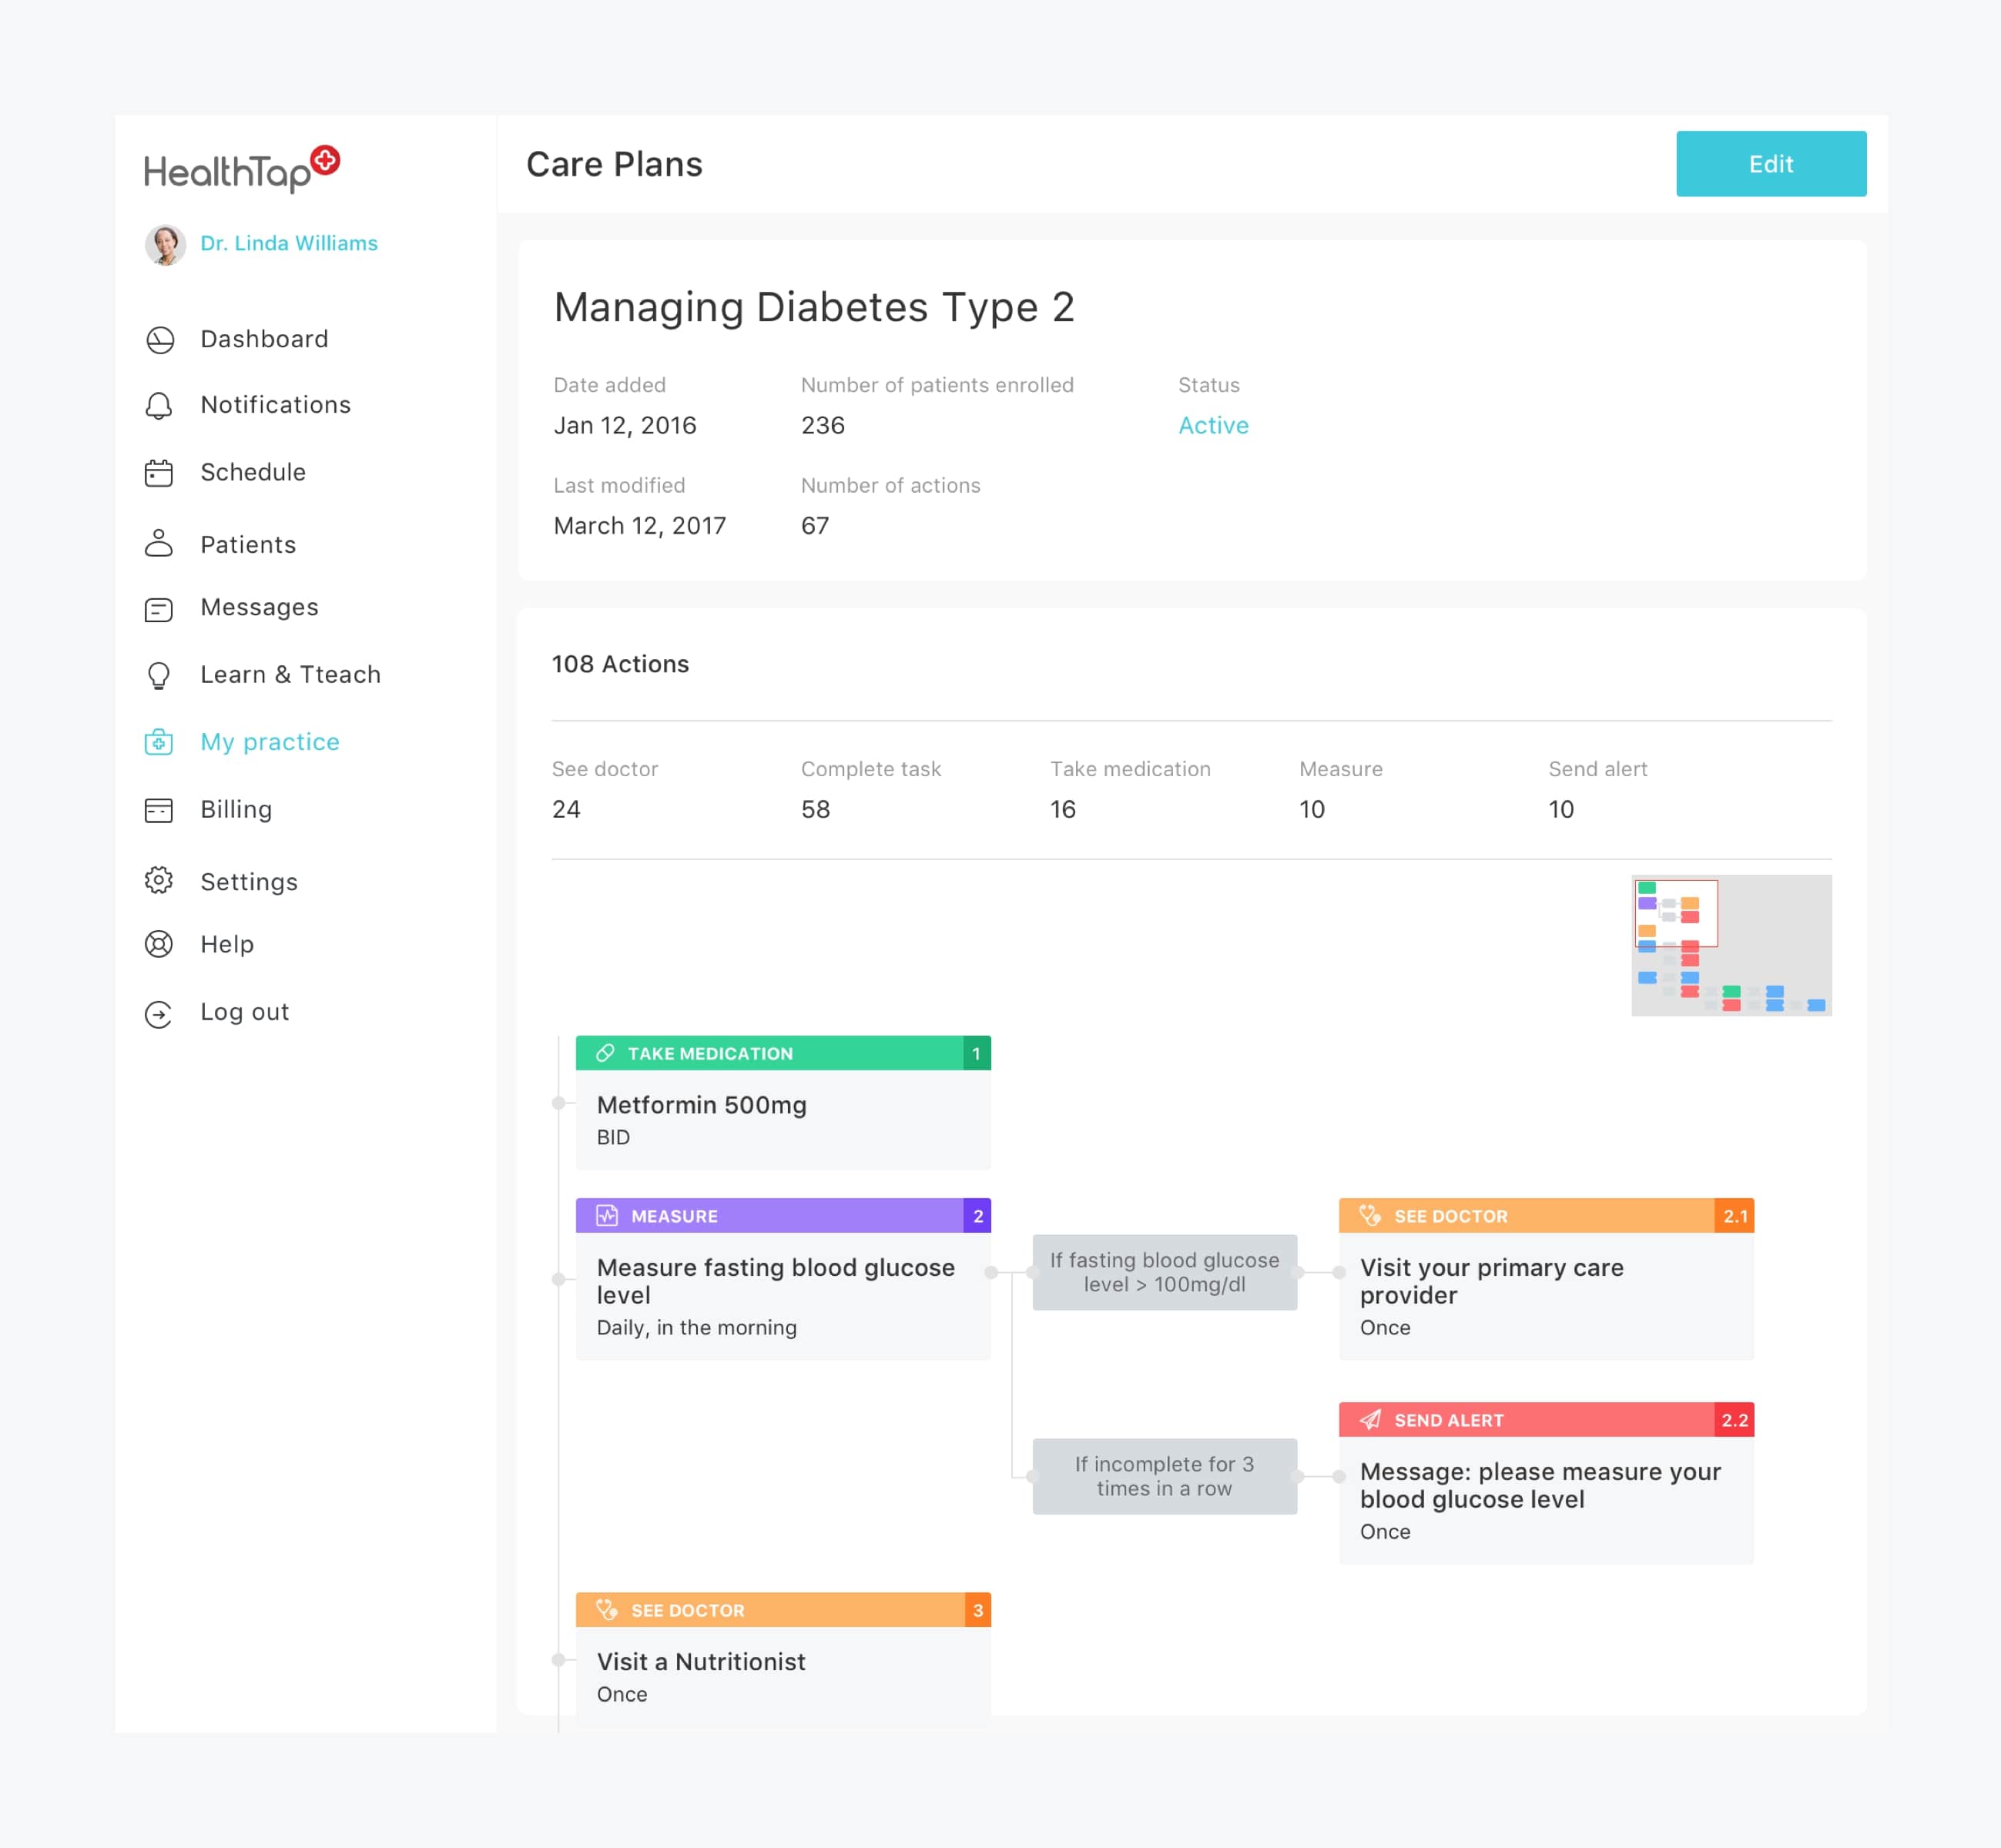 HealthTap
Dr. Linda Williams
Dashboard
Notifications
Schedule
Patients
Messages
Learn & Tteach
My practice
Billing
Settings
Help
Log out
Care Plans
Edit
Managing Diabetes Type 2
Date added
Number of patients enrolled
Status
Jan 12, 2016
236
Active
Last modified
Number of actions
March 12, 2017
67
108 Actions
See doctor
Complete task
Take medication
Measure
Send alert
24
58
16
10
10
TAKE MEDICATION
1
Metformin 500mg
BID
MEASURE
2
Measure fasting blood glucose
level
Daily, in the morning
If fasting blood glucose
level > 100mg/dl
SEE DOCTOR
2.1
Visit your primary care
provider
Once
If incomplete for 3
times in a row
SEND ALERT
2.2
Message: please measure your
blood glucose level
Once
SEE DOCTOR
3
Visit a Nutritionist
Once